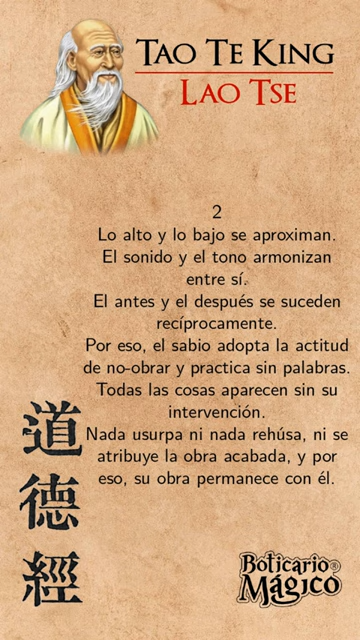 TAO TE KING
LAO TSE
2
Lo alto y lo bajo se aproximan.
El sonido y el tono armonizan
entre sí.
El antes y el después se suceden
recíprocamente.
Por eso, el sabio adopta la actitud
de no-obrar y practica sin palabras.
Todas las cosas aparecen sin su
intervención.
Nada usurpa ni nada rehúsa, ni se
atribuye la obra acabada, y por
eso, su obra permanece con él.
道
德
經
Boticario®
Mágico